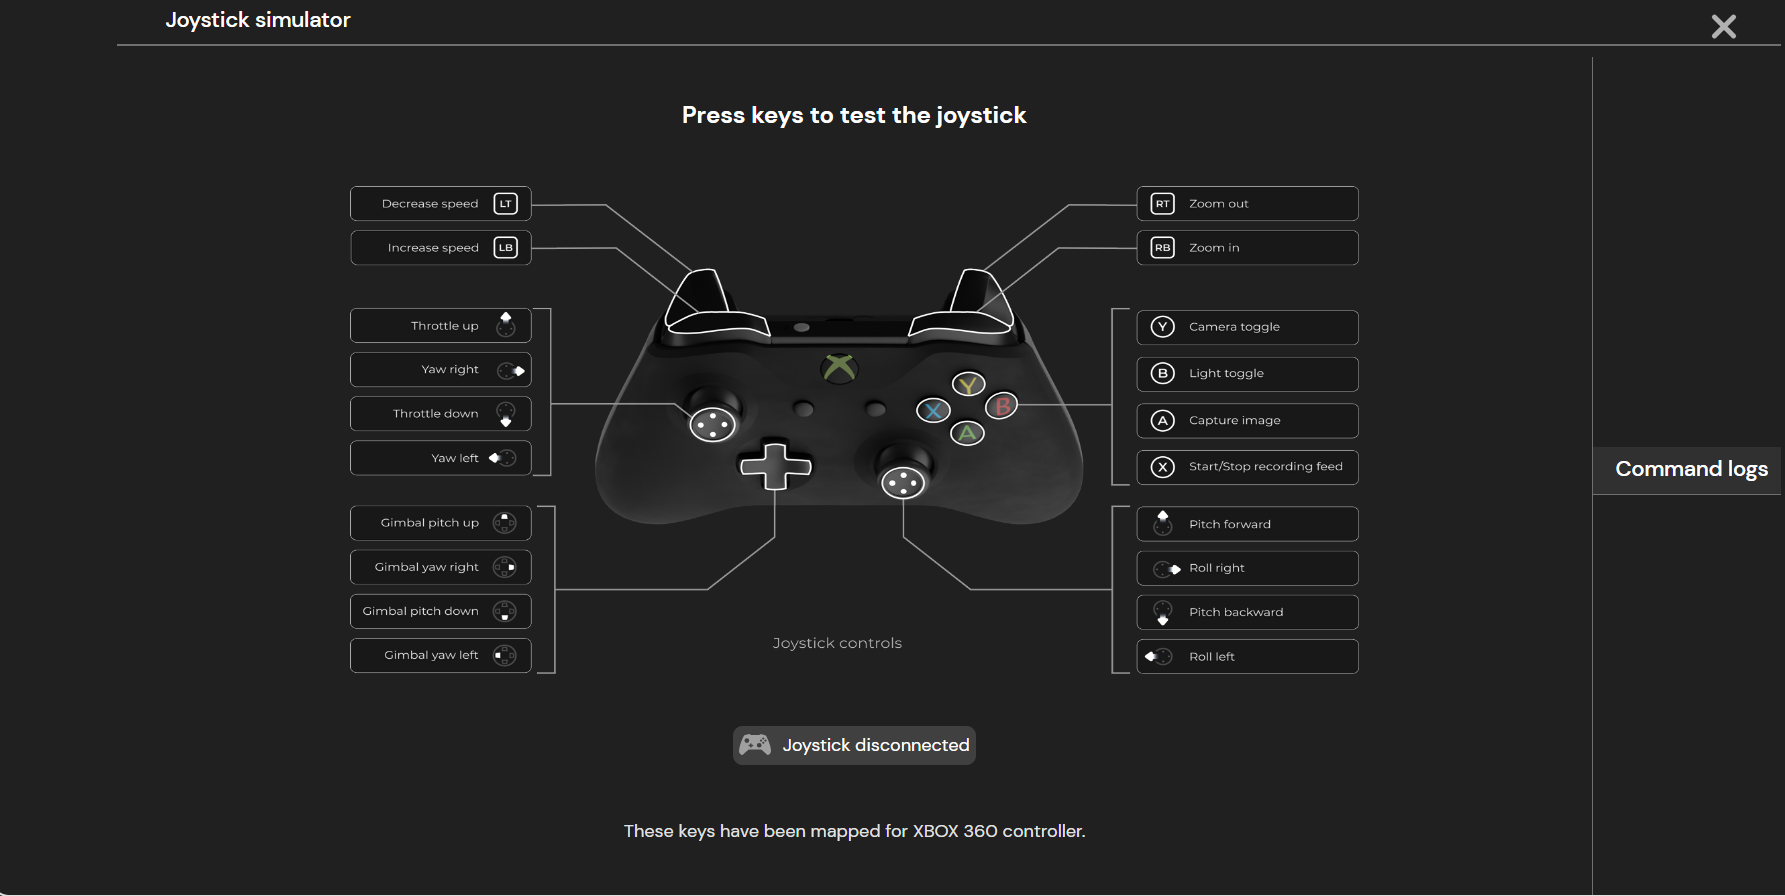 Joystick simulator
Press keys to test the joystick
Decrease speed LT
Increase speed LB
Throttle up
Yaw right
Throttle down
Yaw left
Gimbal pitch up
Gimbal yaw right
Gimbal pitch down
Gimbal yaw left
Y
X B
A
RT Zoom out
RB Zoom in
Y Camera toggle
B Light toggle
A Capture image
X Start/Stop recording feed
Pitch forward
Roll right
Pitch backward
Roll left
Joystick controls
Joystick disconnected
These keys have been mapped for XBOX 360 controller.
Command logs